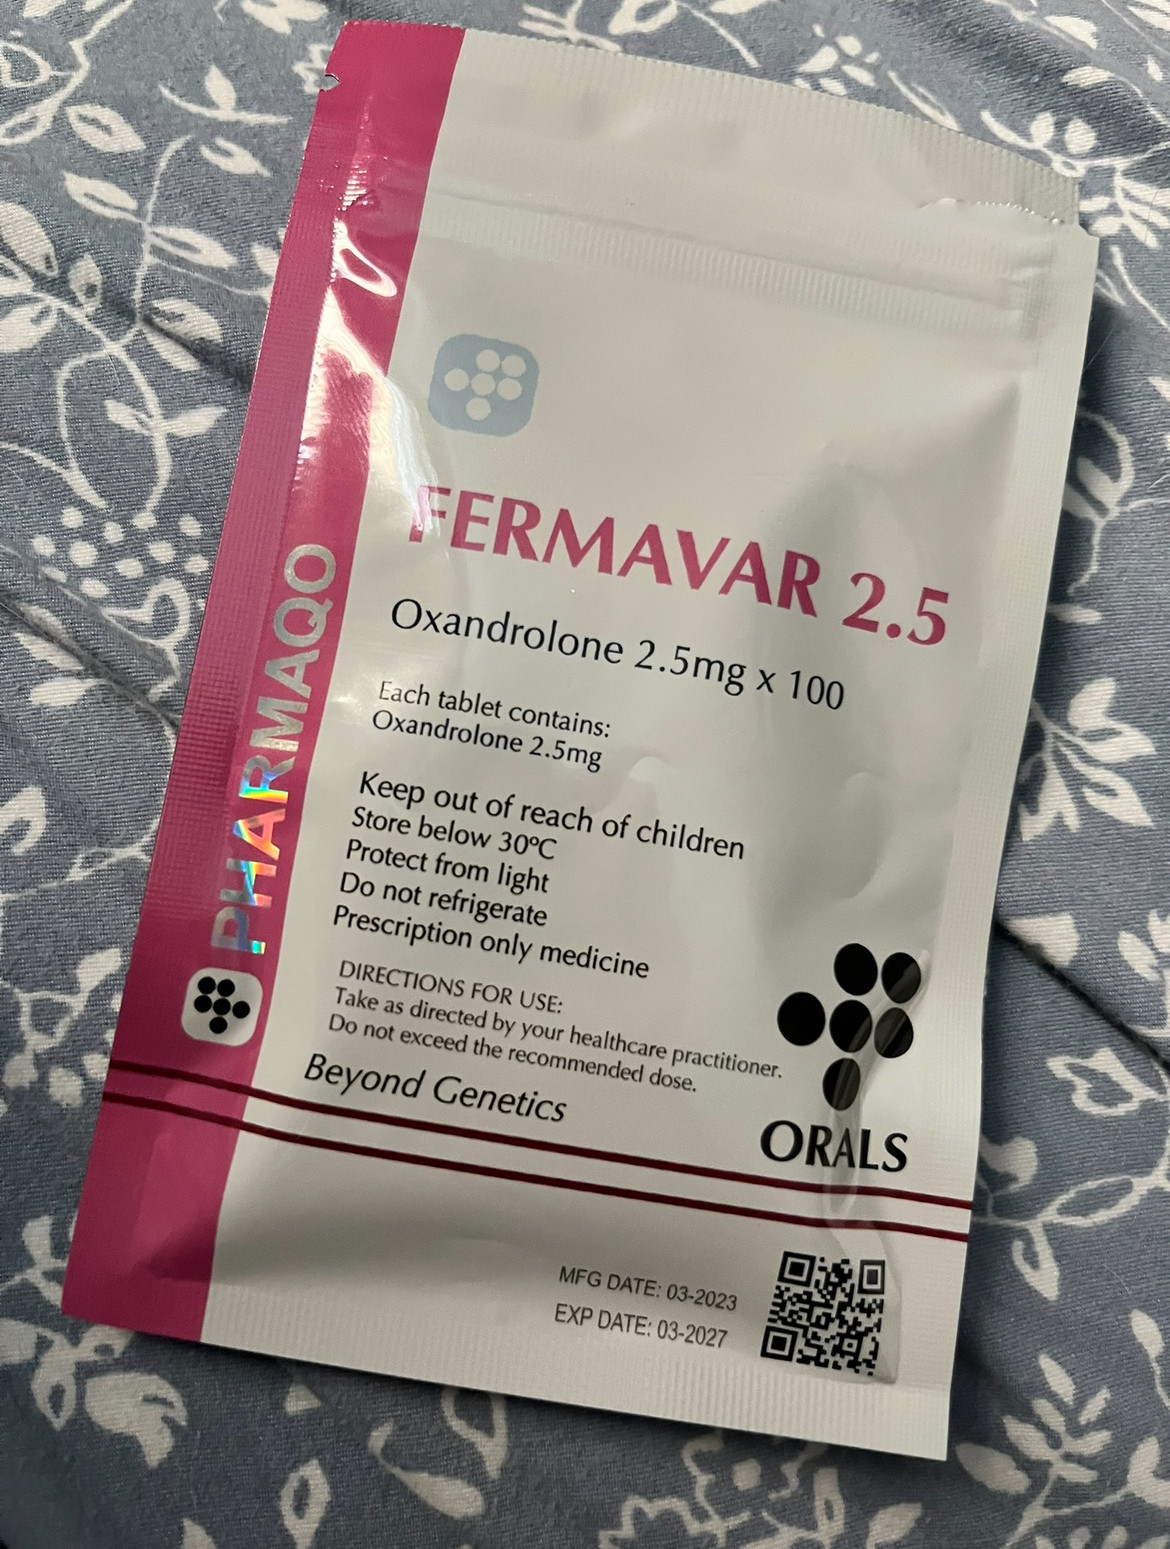 FERMAVAR 2.5
Oxandrolone 2.5mg x 100
Each tablet contains:
Oxandrolone 2.5mg
Keep out of reach of children
Store below 30ºC
Protect from light
Do not refrigerate
Prescription only medicine
DIRECTIONS FOR USE:
Take as directed by your healthcare practitioner.
Do not exceed the recommended dose.
Beyond Genetics
ORALS
MFG DATE: 03-2023
EXP DATE: 03-2027
PHARMAQO